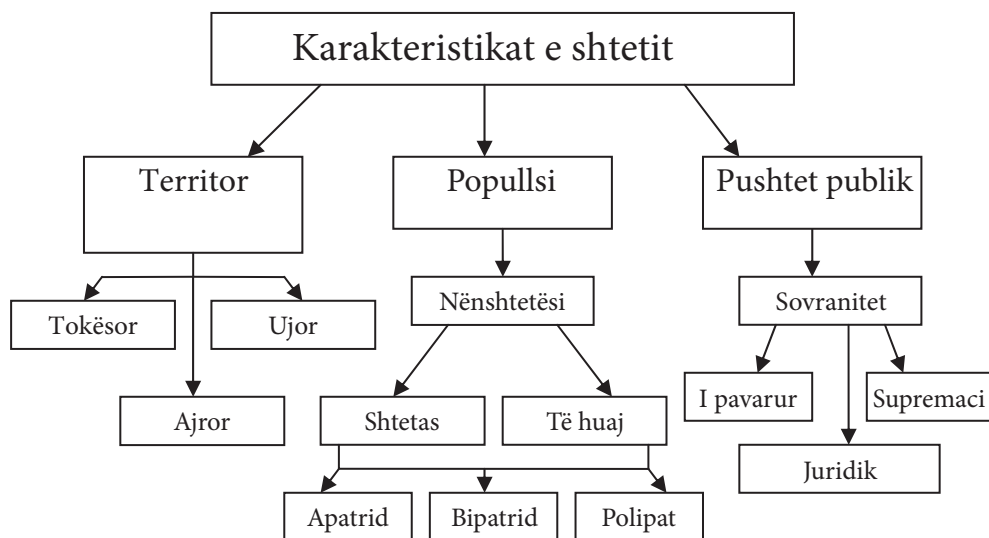 Karakteristikat e shtetit
Territor
Popullsi
Pushtet publik
Nënshtetësi
Sovranitet
Tokësor
Ujor
I pavarur
Supremaci
Ajror
Shtetas
Të huaj
Juridik
Apatrid
Bipatrid
Polipat